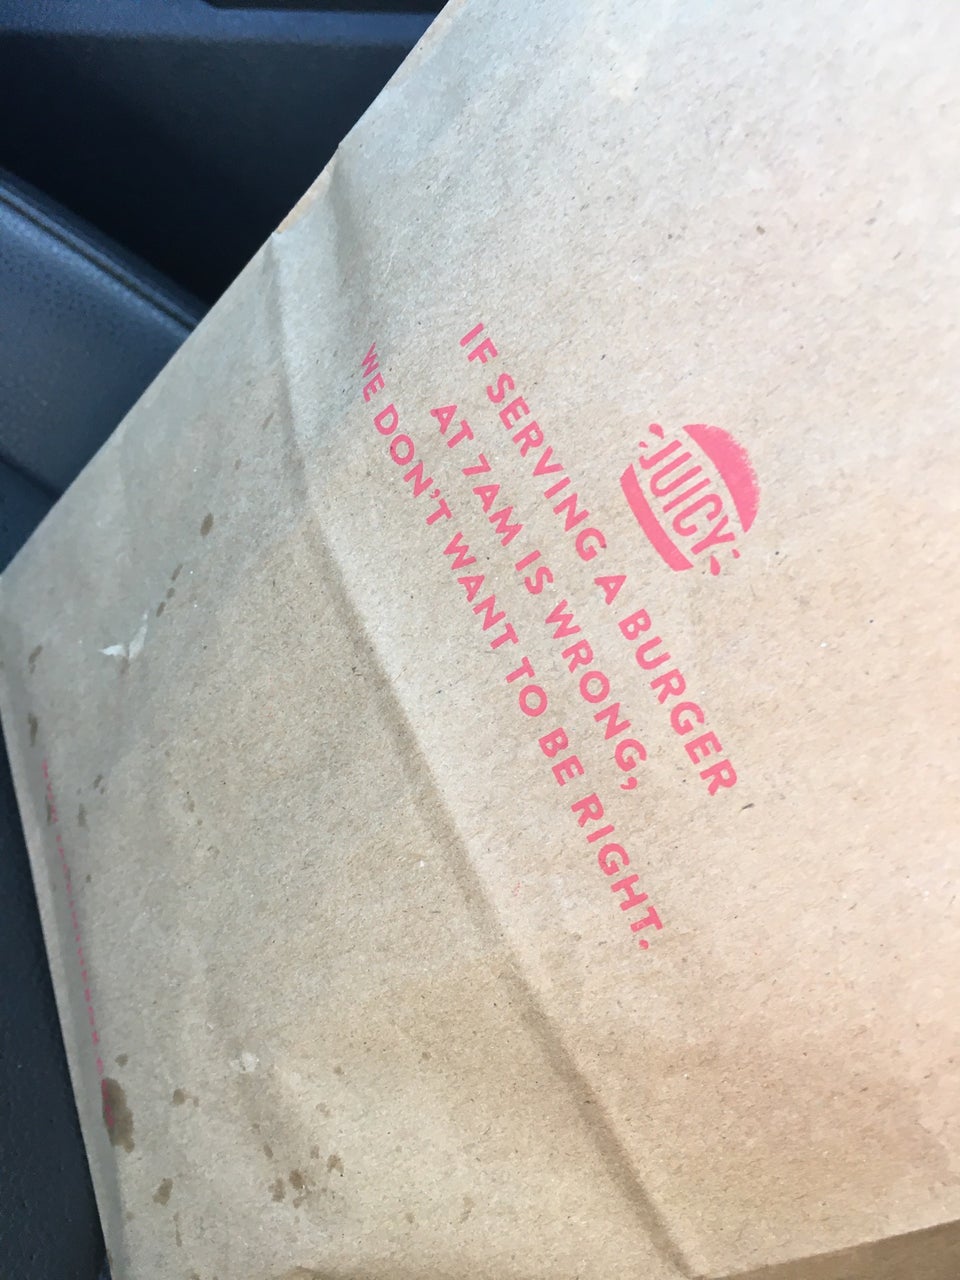 JUICY
IF SERVING A BURGER
AT 7AM IS WRONG,
WE DON'T WANT TO BE RIGHT.